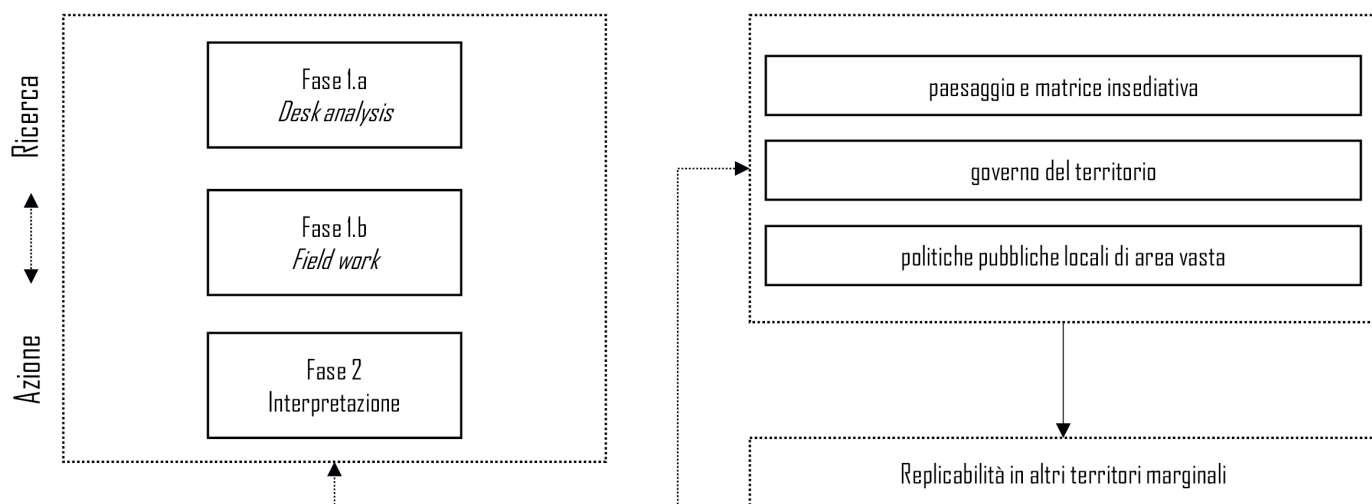 Ricerca
Azione
Fase 1.a
Desk analysis
Fase 1.b
Field work
Fase 2
Interpretazione
paesaggio e matrice insediativa
governo del territorio
politiche pubbliche locali di area vasta
Replicabilità in altri territori marginali